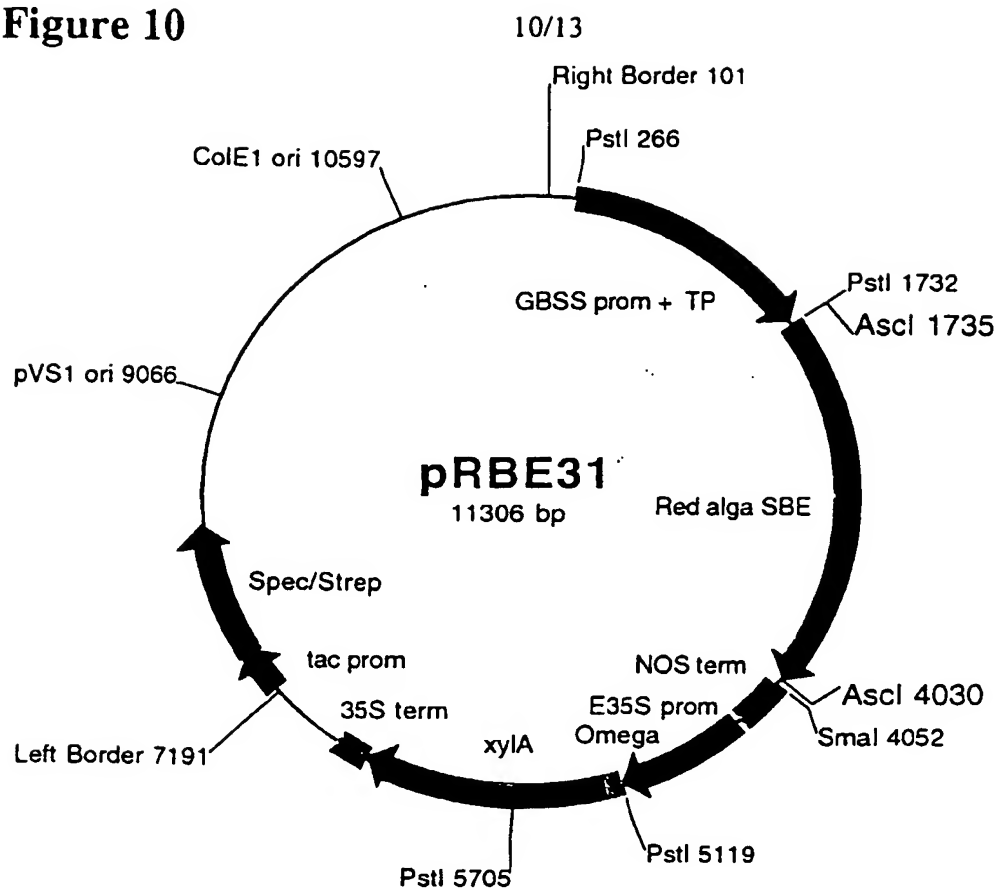 Figure 10
10/13
Right Border 101
PstI 266
ColE1 ori 10597
PstI 1732
AscI 1735
GBSS prom + TP
pVS1 ori 9066
pRBE31
11306 bp
Red alga SBE
Spec/Strep
tac prom
NOS term
AscI 4030
E35S prom
35S term
SmaI 4052
Omega
xylA
Left Border 7191
PstI 5119
PstI 5705